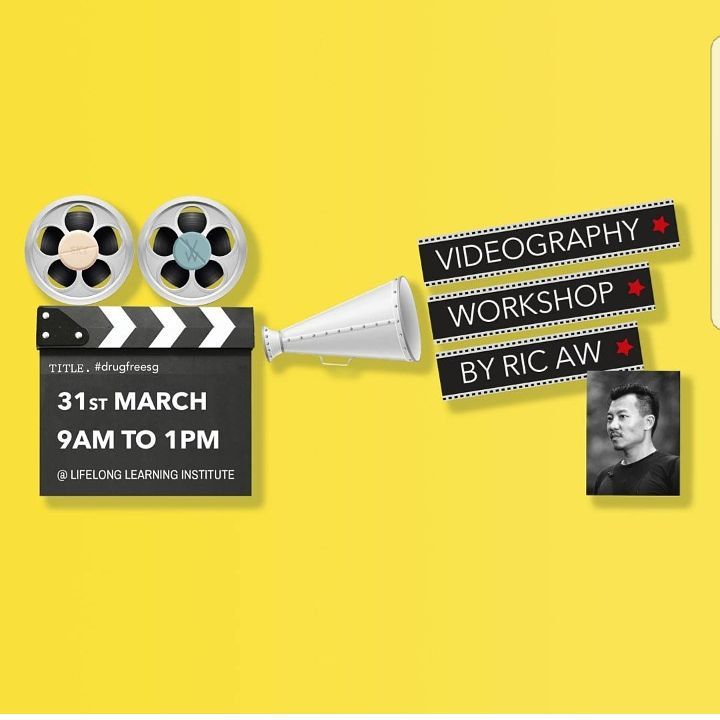 VIDEOGRAPHY
WORKSHOP
BY RIC AW
TITLE. #drugfreesg
31ST MARCH
9AM TO 1PM
@ LIFELONG LEARNING INSTITUTE